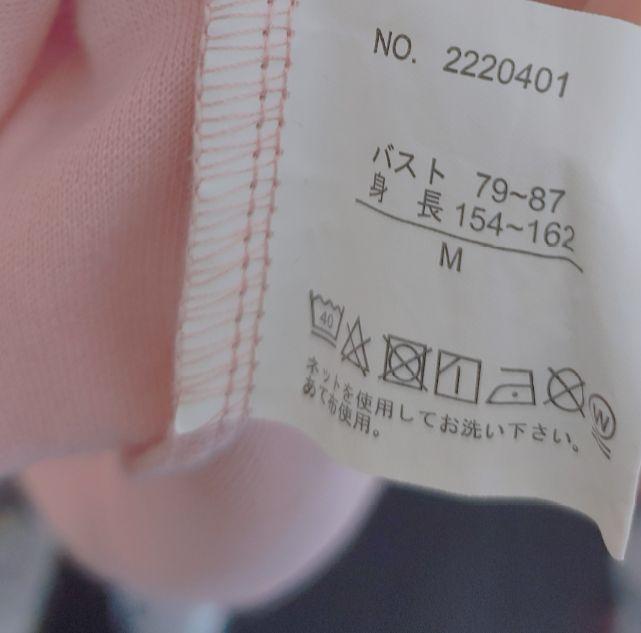 NO. 2220401
バスト 79~87
身 長 154~162
M
40
W
ネットを使用してお洗い下さい。
あて布使用。